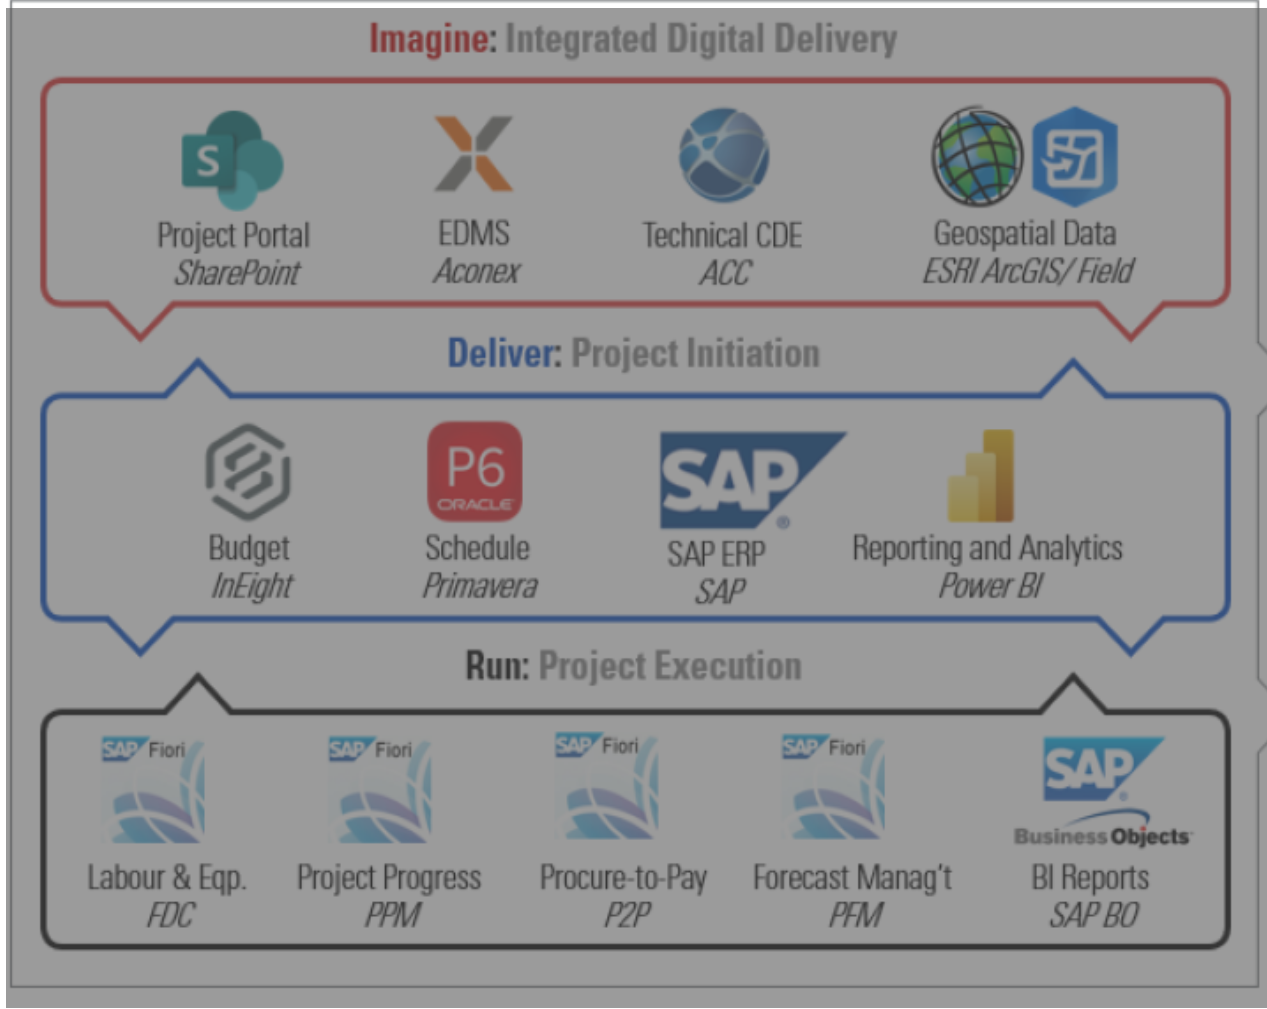 Imagine: Integrated Digital Delivery
S
Project Portal
SharePoint
EDMS
Aconex
Technical CDE
ACC
Geospatial Data
ESRI ArcGIS/ Field
Deliver: Project Initiation
Budget
InEight
P6
ORACLE
Schedule
Primavera
SAP
®
SAP ERP
SAP
Reporting and Analytics
Power BI
Run: Project Execution
SAP Fiori
Labour & Eqp.
FDC
SAP Fiori
Project Progress
PPM
SAP Fiori
Procure-to-Pay
P2P
SAP Fiori
Forecast Manag't
PFM
SAP
®
Business Objects
BI Reports
SAP BO